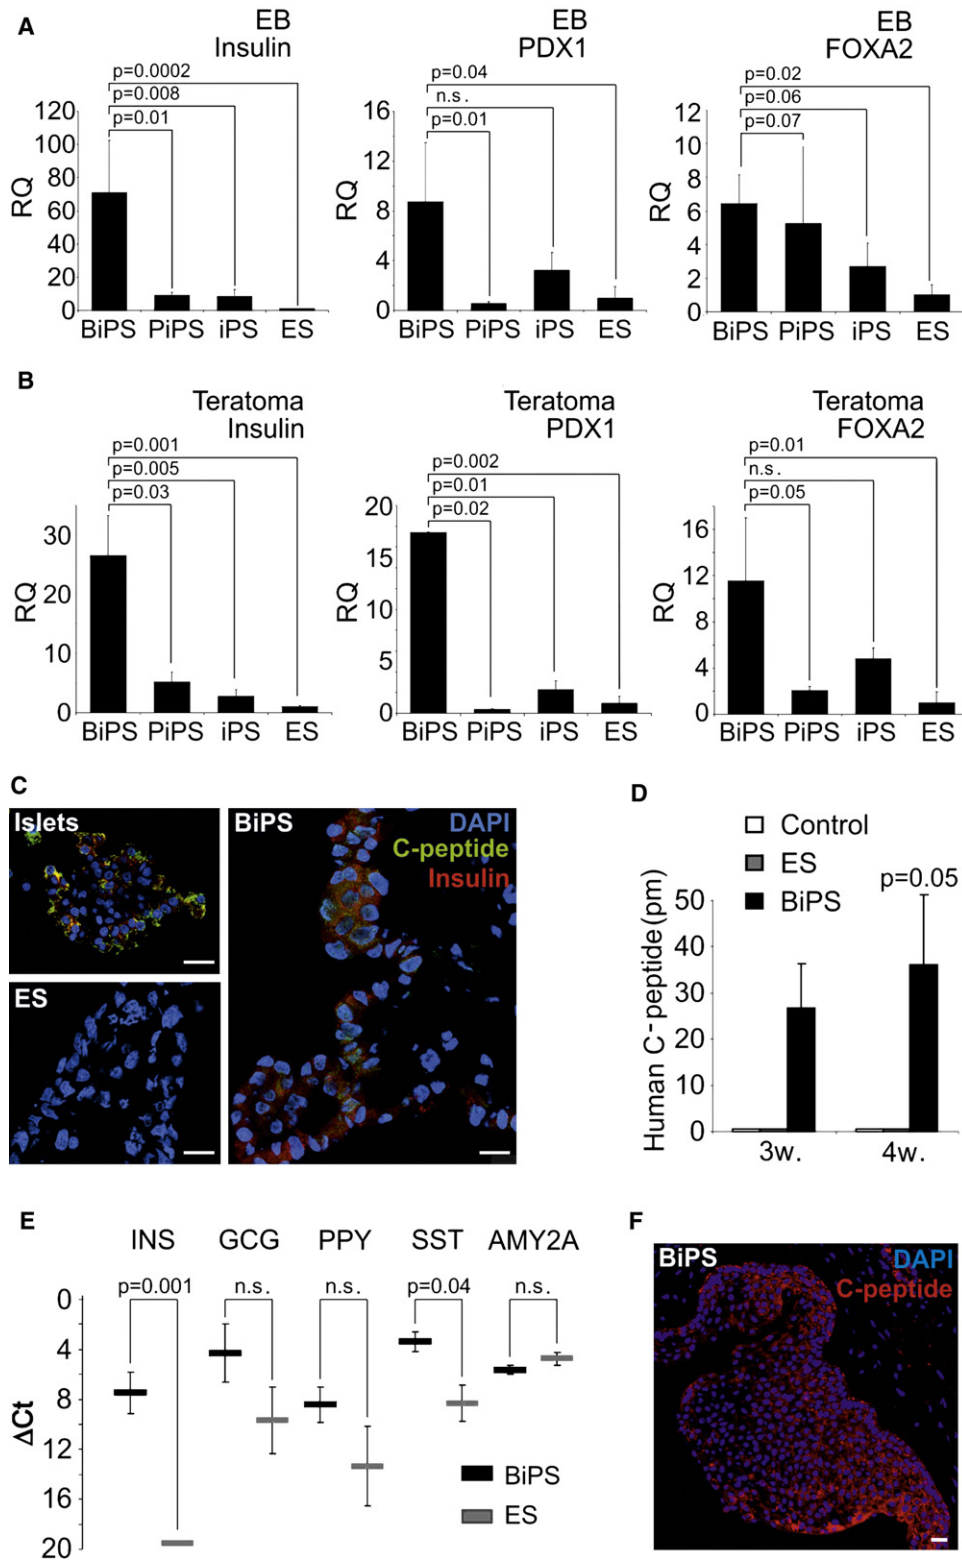 A
EB
Insulin
EB
PDX1
EB
FOXA2
p=0.0002
p=0.008
p=0.01
RQ
120
100
80
60
40
20
0
BiPS PiPS iPS ES
p=0.04
n.s.
p=0.01
RQ
16
12
8
4
0
BiPS PiPS iPS ES
p=0.02
p=0.06
p=0.07
RQ
12
10
8
6
4
2
0
BiPS PiPS iPS ES
B
Teratoma
Insulin
Teratoma
PDX1
Teratoma
FOXA2
p=0.001
p=0.005
p=0.03
RQ
30
20
10
0
BiPS PiPS iPS ES
p=0.002
p=0.01
p=0.02
RQ
20
15
10
5
0
BiPS PiPS iPS ES
p=0.01
n.s.
p=0.05
RQ
16
12
8
4
0
BiPS PiPS iPS ES
C
Islets
ES
BiPS
DAPI
C-peptide
Insulin
D
Control
ES
BiPS
p=0.05
Human C-peptide(pm)
50
40
30
20
10
0
3w. 4w.
E
INS GCG PPY SST AMY2A
p=0.001 n.s. n.s. p=0.04 n.s.
ΔCt
0
4
8
12
16
20
BiPS
ES
F
BiPS
DAPI
C-peptide